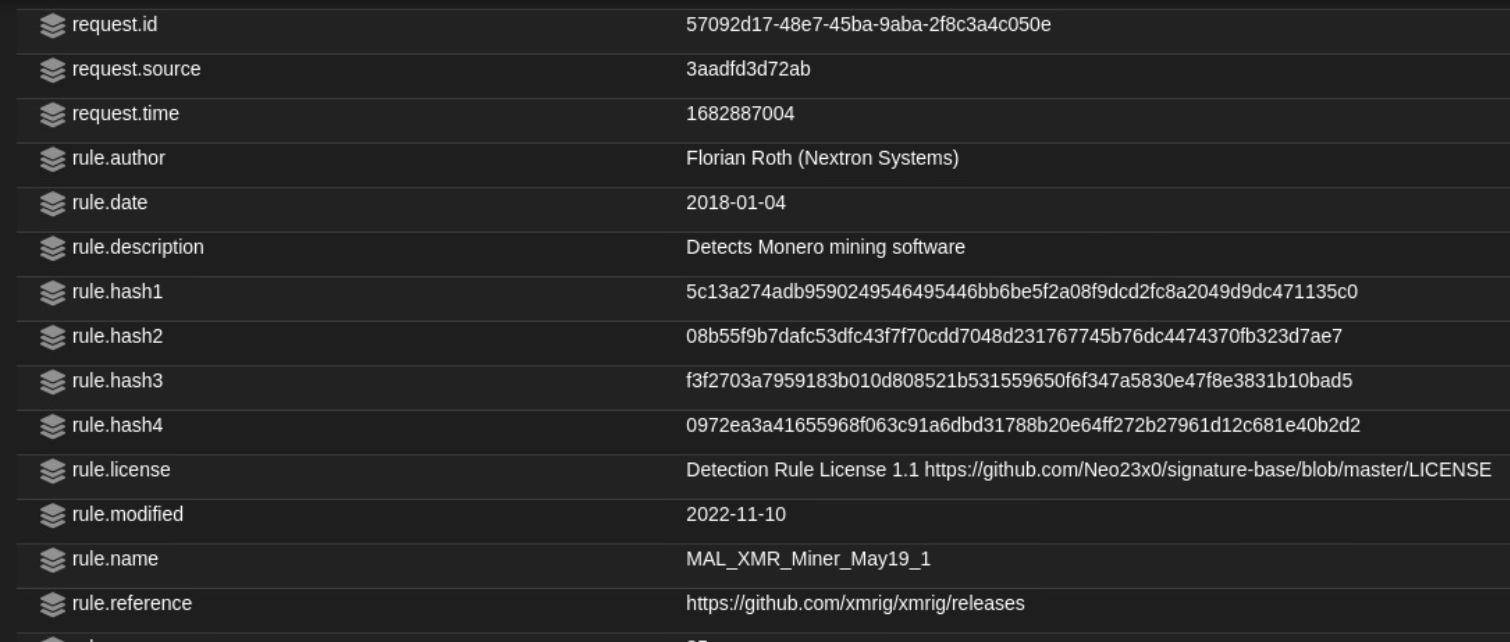 request.id 57092d17-48e7-45ba-9aba-2f8c3a4c050e
request.source 3aadfd3d72ab
request.time 1682887004
rule.author Florian Roth (Nextron Systems)
rule.date 2018-01-04
rule.description Detects Monero mining software
rule.hash1 5c13a274adb9590249546495446bb6be5f2a08f9dcd2fc8a2049d9dc471135c0
rule.hash2 08b55f9b7dafc53dfc43f7f70cdd7048d231767745b76dc4474370fb323d7ae7
rule.hash3 f3f2703a7959183b010d808521b531559650f6f347a5830e47f8e3831b10bad5
rule.hash4 0972ea3a41655968f063c91a6dbd31788b20e64ff272b27961d12c681e40b2d2
rule.license Detection Rule License 1.1 https://github.com/Neo23x0/signature-base/blob/master/LICENSE
rule.modified 2022-11-10
rule.name MAL_XMR_Miner_May19_1
rule.reference https://github.com/xmrig/xmrig/releases